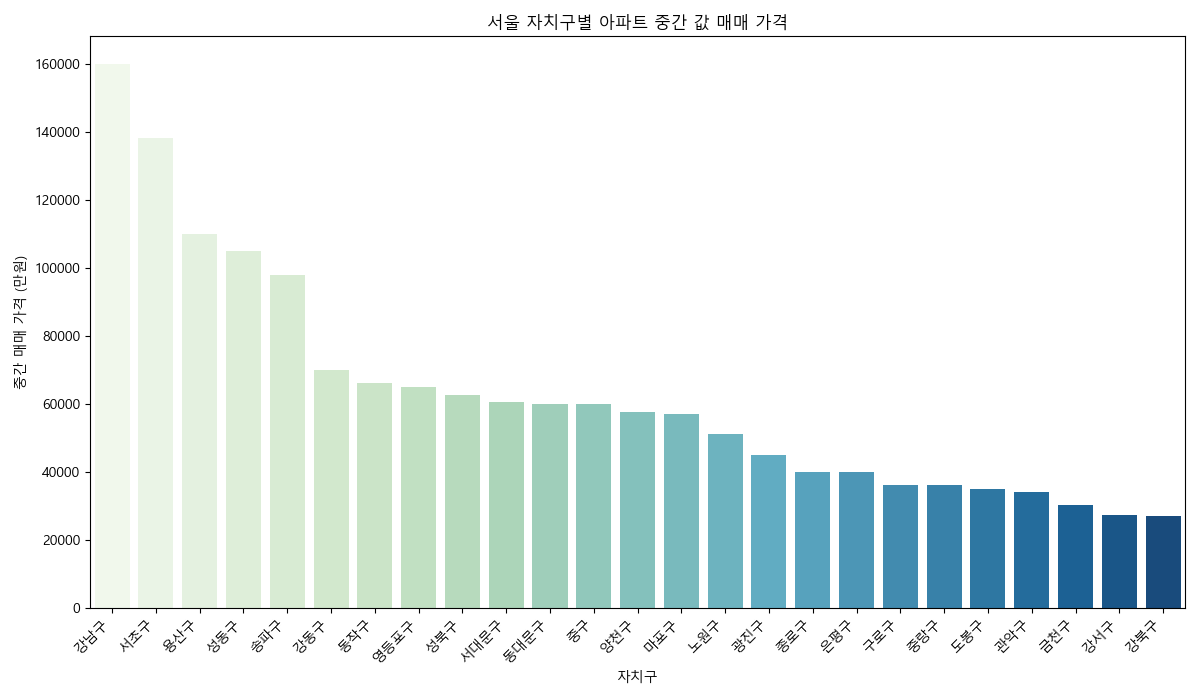 서울 자치구별 아파트 중간 값 매매 가격
중간 매매 가격 (만원)
160000
140000
120000
100000
80000
60000
40000
20000
0
강남구
서초구
용산구
성동구
송파구
강동구
동작구
영등포구
성북구
서대문구
동대문구
중구
양천구
마포구
노원구
광진구
종로구
은평구
구로구
중랑구
도봉구
관악구
금천구
강서구
강북구
자치구